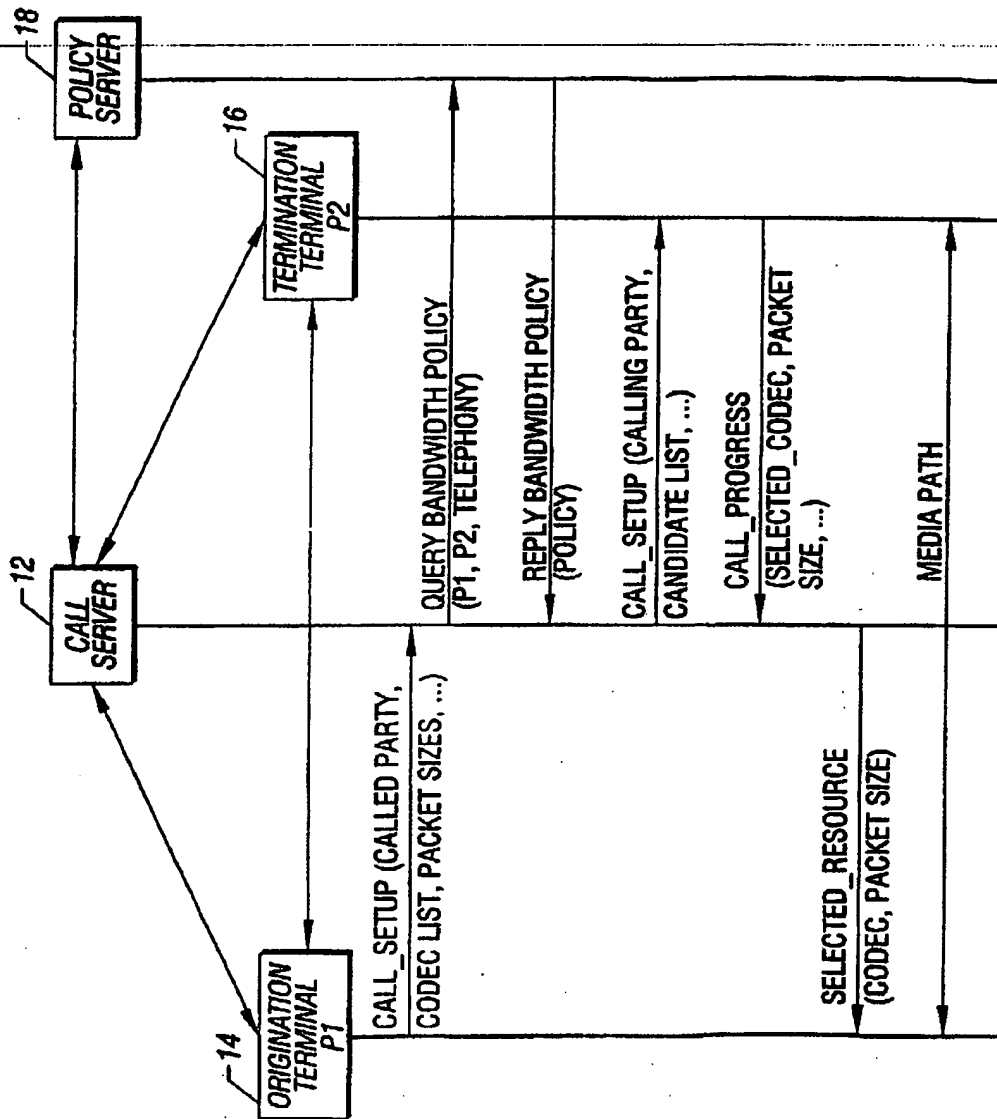 18
POLICY
SERVER
16
TERMINATION
TERMINAL
P2
12
CALL
SERVER
14
ORIGINATION
TERMINAL
P1
CALL_SETUP (CALLED PARTY,
CODEC LIST, PACKET SIZES, ...)
QUERY BANDWIDTH POLICY
(P1, P2, TELEPHONY)
REPLY BANDWIDTH POLICY
(POLICY)
CALL_SETUP (CALLING PARTY,
CANDIDATE LIST, ...)
CALL_PROGRESS
(SELECTED_CODEC, PACKET
SIZE, ...)
SELECTED_RESOURCE
(CODEC, PACKET SIZE)
MEDIA PATH